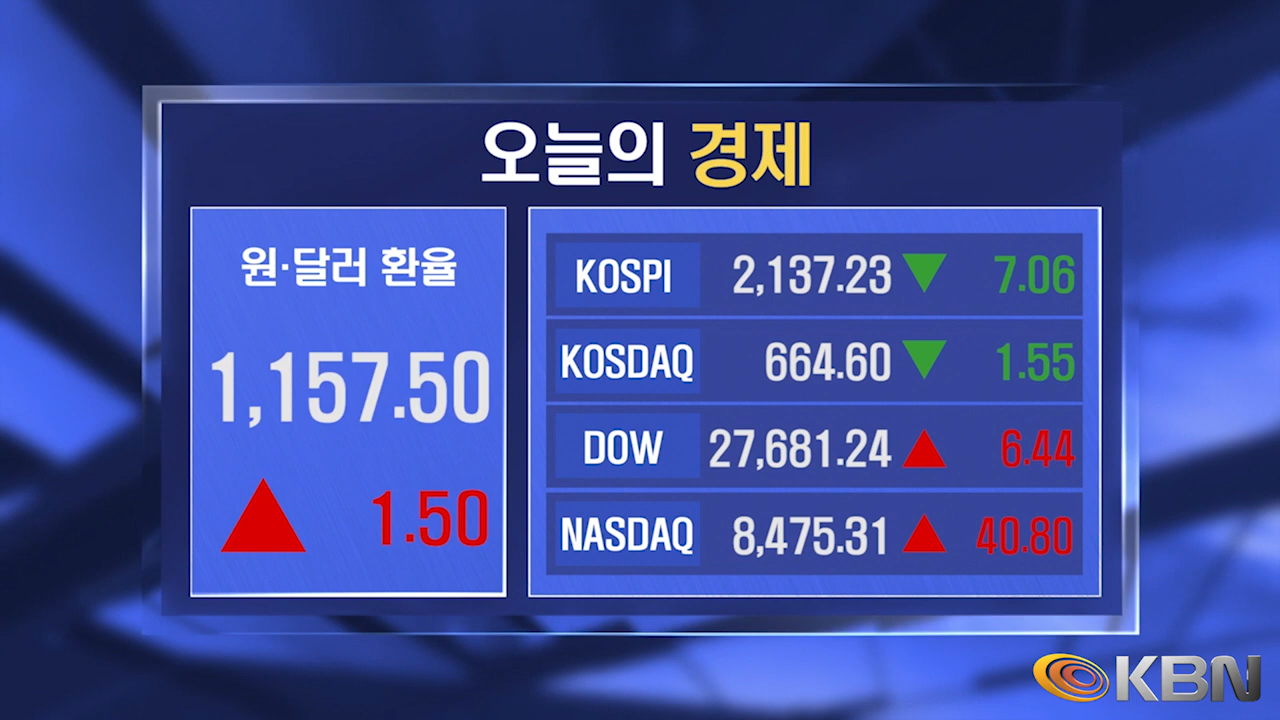 오늘의 경제
원·달러 환율
1,157.50
▲ 1.50
KOSPI 2,137.23 ▼ 7.06
KOSDAQ 664.60 ▼ 1.55
DOW 27,681.24 ▲ 6.44
NASDAQ 8,475.31 ▲ 40.80
KBN